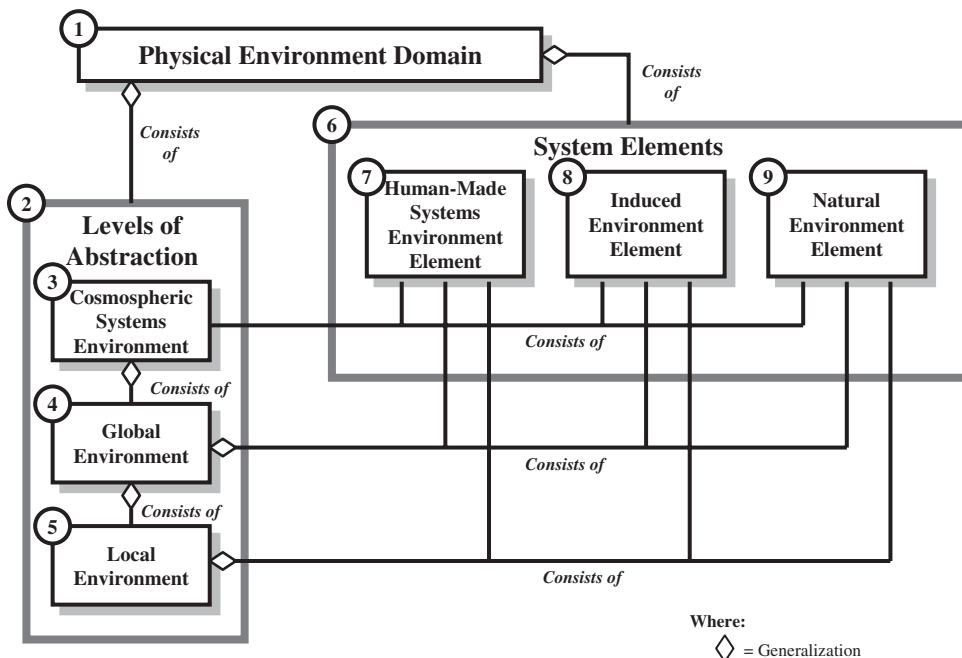 1
Physical Environment Domain
Consists
of
Consists
of
6
System Elements
2
Levels of
Abstraction
7
Human-Made
Systems
Environment
Element
8
Induced
Environment
Element
9
Natural
Environment
Element
3
Cosmospheric
Systems
Environment
Consists of
Consists of
4
Global
Environment
Consists of
Consists of
5
Local
Environment
Consists of
Where:
= Generalization